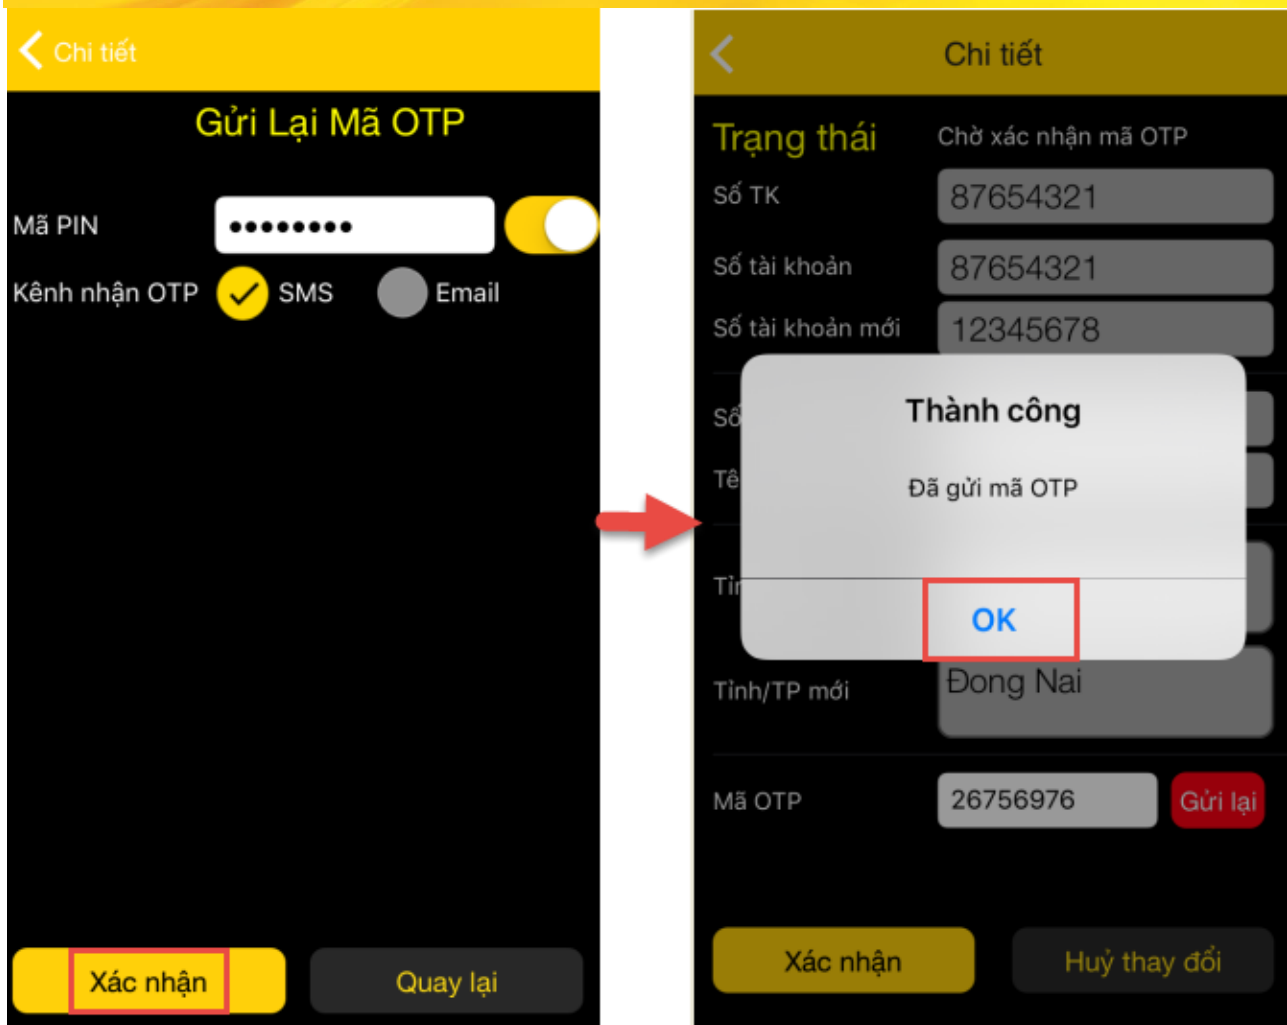 Chi tiết
Gửi Lại Mã OTP
Mã PIN
Kênh nhận OTP SMS Email
Xác nhận Quay lại
Chi tiết
Trạng thái Chờ xác nhận mã OTP
Số TK 87654321
Số tài khoản 87654321
Số tài khoản mới 12345678
Số
Tê
Thành công
Đã gửi mã OTP
OK
Tỉn
Tỉnh/TP mới Đong Nai
Mã OTP 26756976 Gửi lại
Xác nhận Huỷ thay đổi